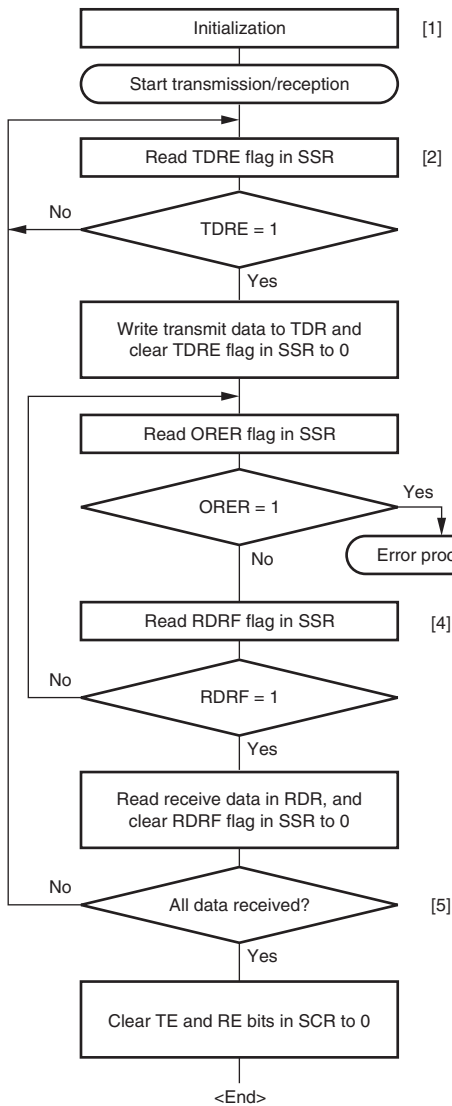 Initialization
[1]
Start transmission/reception
Read TDRE flag in SSR
[2]
No
TDRE = 1
Yes
Write transmit data to TDR and
clear TDRE flag in SSR to 0
Read ORER flag in SSR
ORER = 1
Yes
Error
No
Read RDRF flag in SSR
[4]
No
RDRF = 1
Yes
Read receive data in RDR, and
clear RDRF flag in SSR to 0
No
All data received?
[5]
Yes
Clear TE and RE bits in SCR to 0
<End>